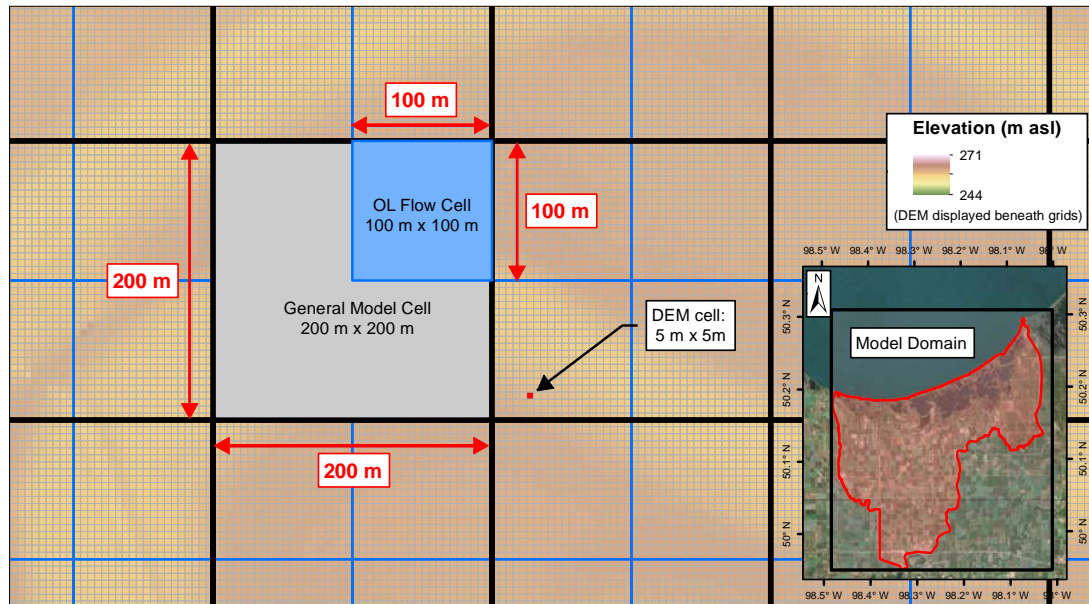 100 m
OL Flow Cell
100 m x 100 m
100 m
200 m
General Model Cell
200 m x 200 m
DEM cell:
5 m x 5m
200 m
Elevation (m asl)
271
244
(DEM displayed beneath grids)
98.5° W 98.4° W 98.3° W 98.2° W 98.1° W 98° W
N
Model Domain
50.3° N
50.2° N
50.1° N
50° N
50.3° N
50.2° N
50.1° N
50° N
98.5° W 98.4° W 98.3° W 98.2° W 98.1° W 98° W